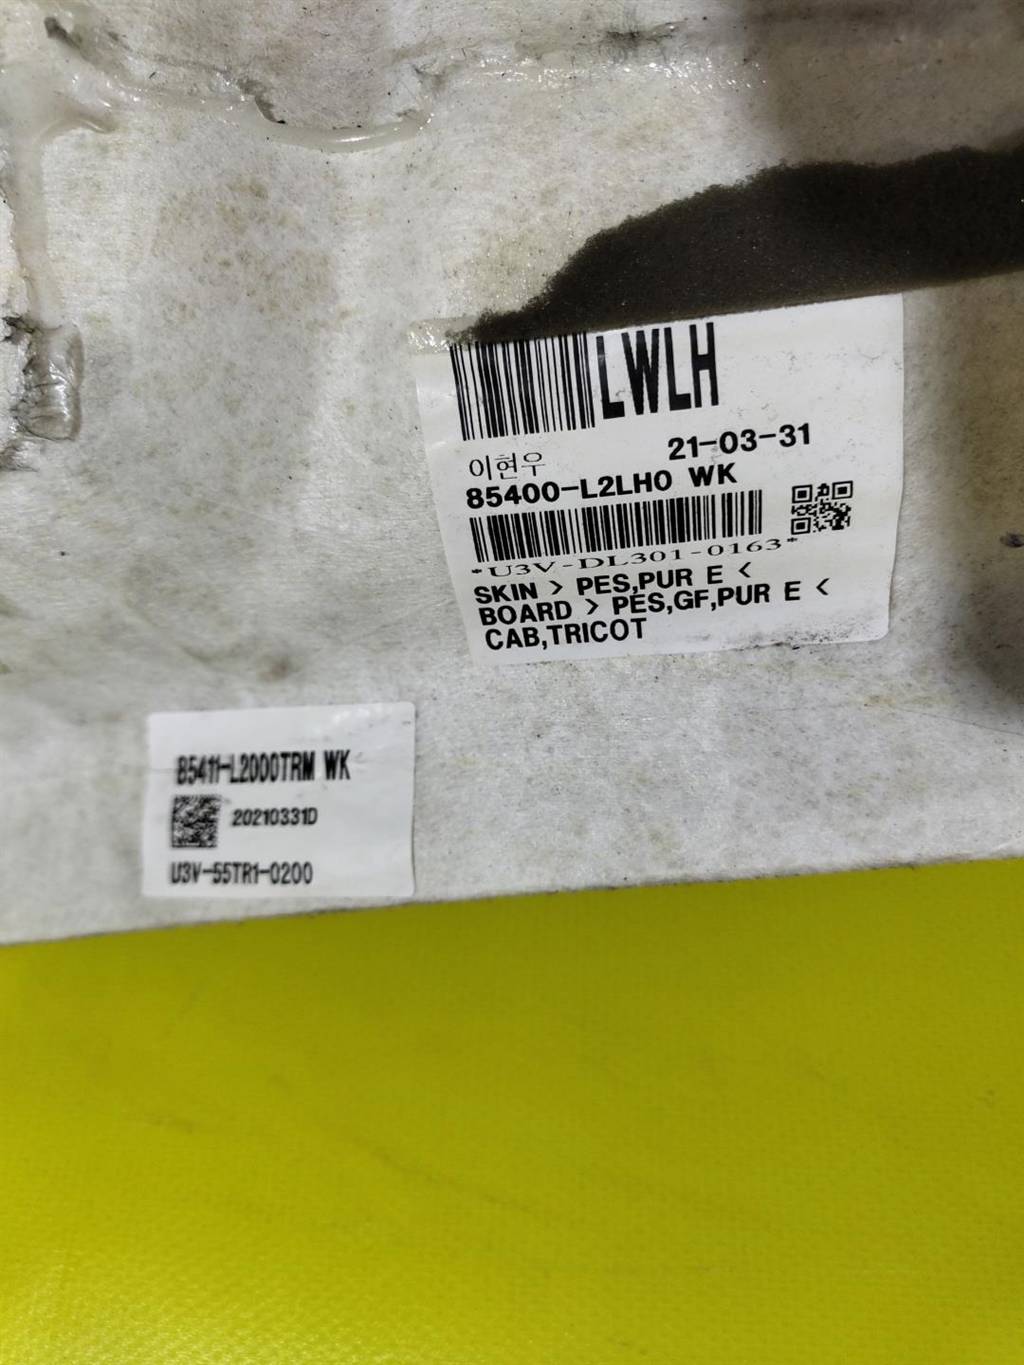 LWLH
이현우 21-03-31
85400-L2LH0 WK
*U3V-DL301-0163*
SKIN > PES,PUR E <
BOARD > PES,GF,PUR E <
CAB,TRICOT
85411-L2000TRM WK
20210331D
U3V-55TR1-0200